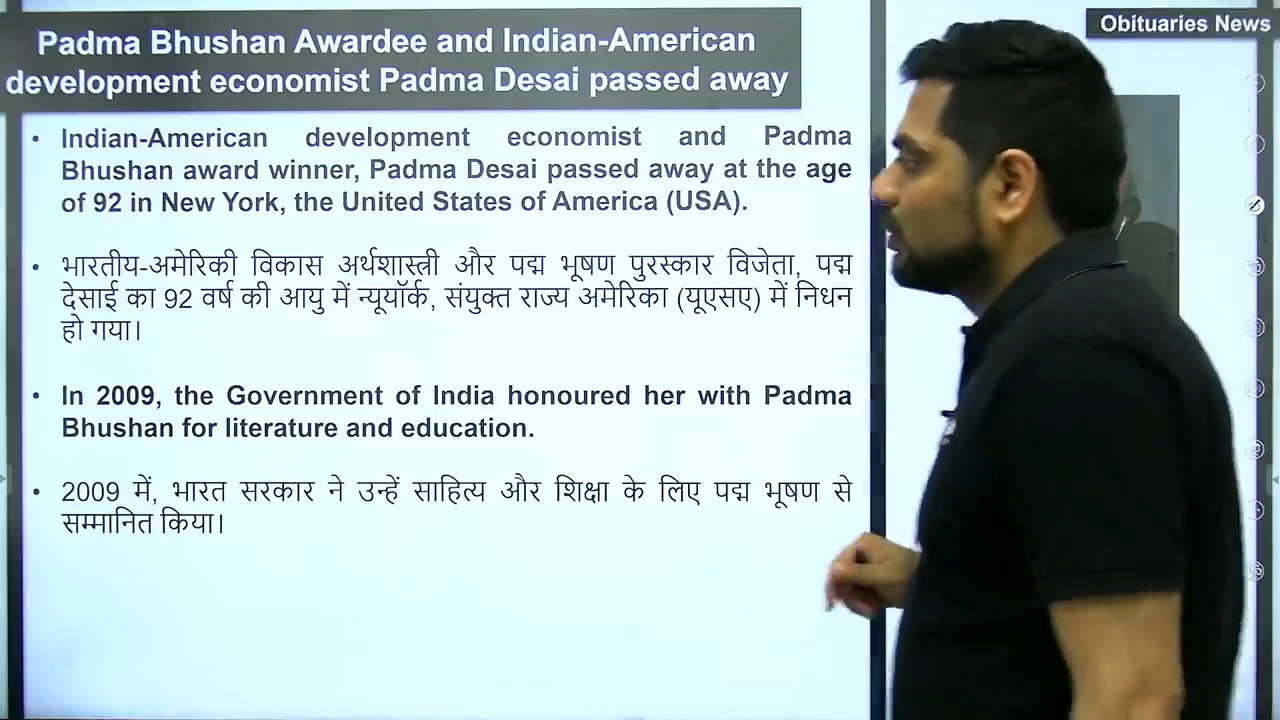 Obituaries News
Padma Bhushan Awardee and Indian-American
development economist Padma Desai passed away
• Indian-American development economist and Padma
Bhushan award winner, Padma Desai passed away at the age
of 92 in New York, the United States of America (USA).
• भारतीय-अमेरिकी विकास अर्थशास्त्री और पद्म भूषण पुरस्कार विजेता, पद्म
देसाई का 92 वर्ष की आयु में न्यूयॉर्क, संयुक्त राज्य अमेरिका (यूएसए) में निधन
हो गया।
• In 2009, the Government of India honoured her with Padma
Bhushan for literature and education.
• 2009 में, भारत सरकार ने उन्हें साहित्य और शिक्षा के लिए पद्म भूषण से
सम्मानित किया।